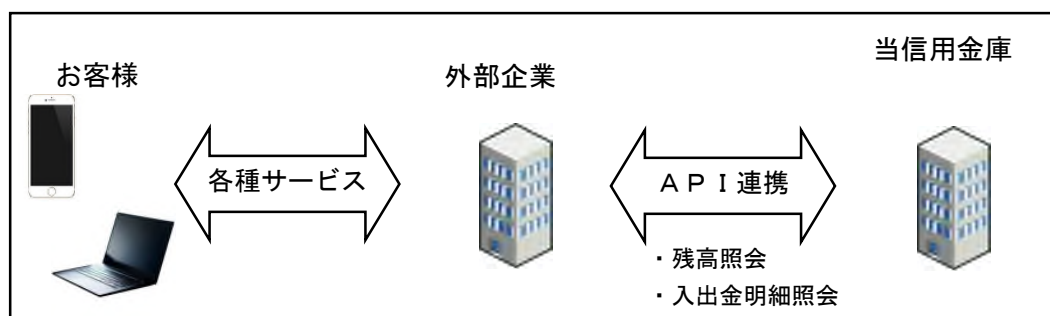 お客様
外部企業
当信用金庫
各種サービス
ＡＰＩ連携
・残高照会
・入出金明細照会